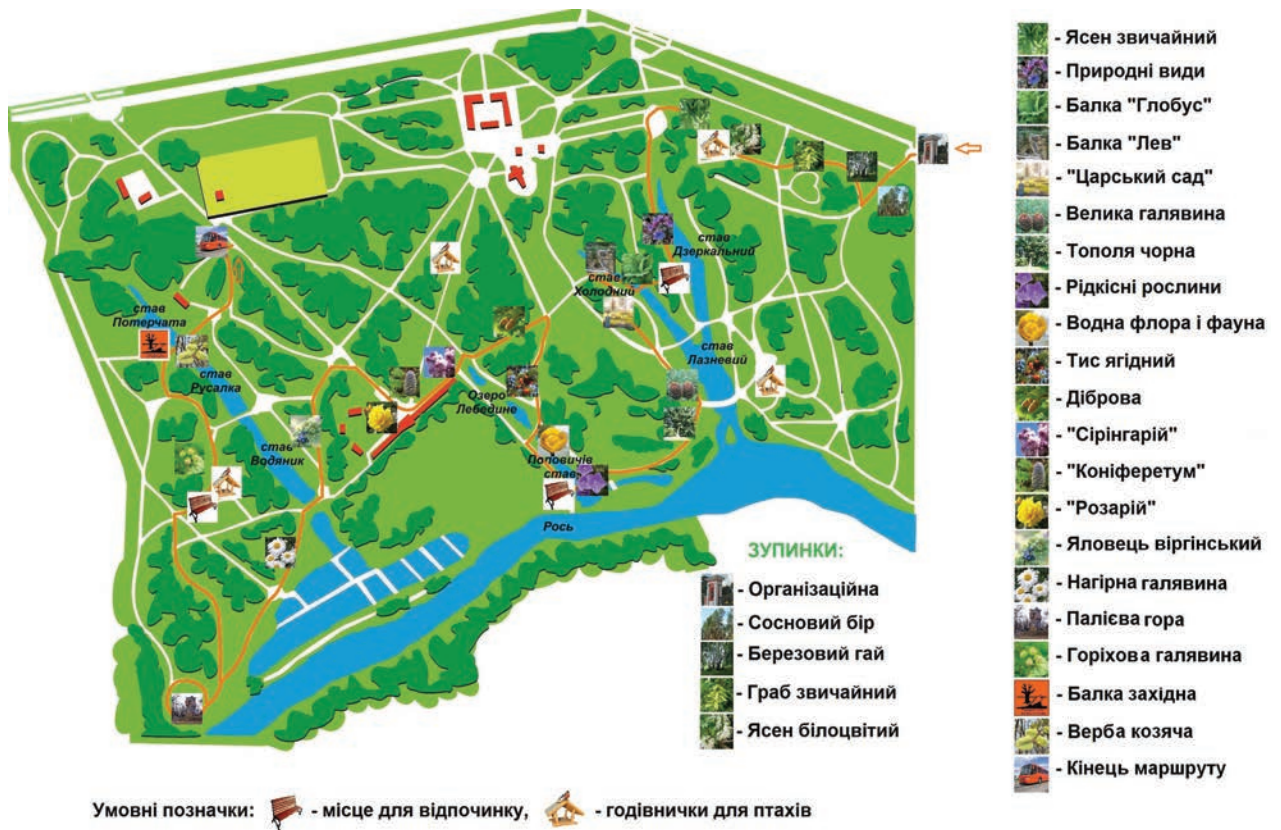 став
Дзеркальний
став
Холодний
став
Потерчата
став
Лазневий
став
Русалка
Озеро
Лебедине
став
Водяник
Поповичів
став
Рось
ЗУПИНКИ:
- Організаційна
- Сосновий бір
- Березовий гай
- Граб звичайний
- Ясен білоцвітий
- Ясен звичайний
- Природні види
- Балка "Глобус"
- Балка "Лев"
- "Царський сад"
- Велика галявина
- Тополя чорна
- Рідкісні рослини
- Водна флора і фауна
- Тис ягідний
- Діброва
- "Сірінгарій"
- "Коніферетум"
- "Розарій"
- Яловець віргінський
- Нагірна галявина
- Палієва гора
- Горіхова галявина
- Балка західна
- Верба козяча
- Кінець маршруту
Умовні позначки: - місце для відпочинку, - годівнички для птахів